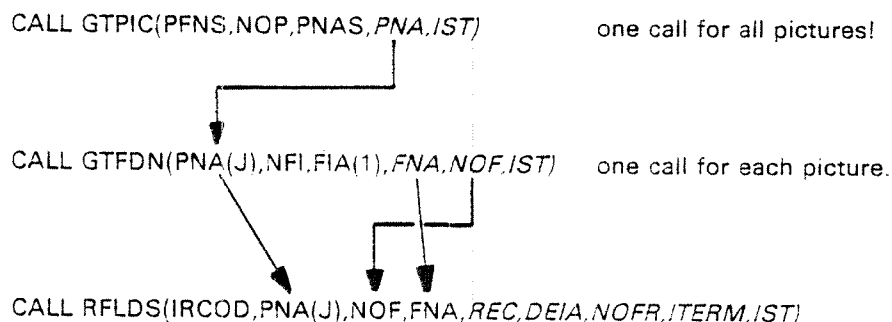 CALL GTPIC(PFNS,NOP,PNAS,PNA,IST) one call for all pictures!
CALL GTFDN(PNA(J),NFI,FIA(1),FNA,NOF,IST) one call for each picture.
CALL RFLDS(IRCOD,PNA(J),NOF,FNA,REC,DEIA,NOFR,ITERM,IST)